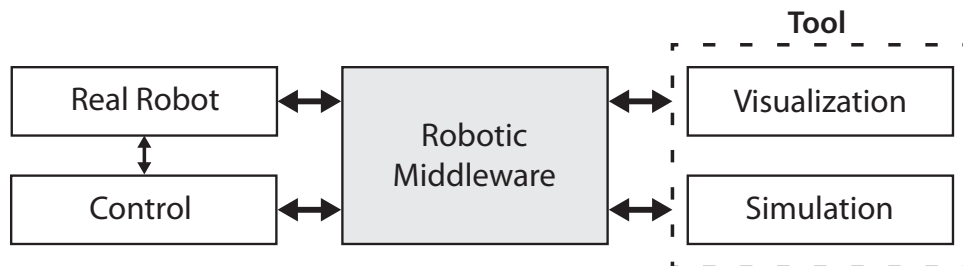 Tool
Real Robot
Visualization
Robotic
Middleware
Control
Simulation